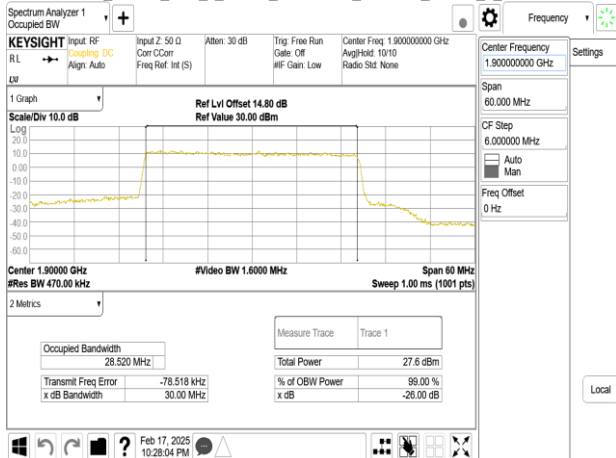 Spectrum Analyzer 1
Occupied BW
+
Frequency
KEYSIGHT
RL
LXI
Input: RF
Coupling: DC
Align: Auto
Input Z: 50 Ω
Corr CCorr
Freq Ref: Int (S)
Atten: 30 dB
Trig: Free Run
Gate: Off
#IF Gain: Low
Center Freq: 1.900000000 GHz
Avg|Hold: 10/10
Radio Std: None
Center Frequency
1.900000000 GHz
Settings
Span
60.000 MHz
CF Step
6.000000 MHz
Auto
Man
Freq Offset
0 Hz
1 Graph
Scale/Div 10.0 dB
Ref Lvl Offset 14.80 dB
Ref Value 30.00 dBm
Log
20.0
10.0
0.00
-10.0
-20.0
-30.0
-40.0
-50.0
-60.0
Center 1.90000 GHz
#Res BW 470.00 kHz
#Video BW 1.6000 MHz
Span 60 MHz
Sweep 1.00 ms (1001 pts)
2 Metrics
Measure Trace Trace 1
Occupied Bandwidth
28.520 MHz
Total Power 27.6 dBm
Transmit Freq Error -78.518 kHz
% of OBW Power 99.00 %
x dB Bandwidth 30.00 MHz
x dB -26.00 dB
Local
?
Feb 17, 2025
10:28:04 PM